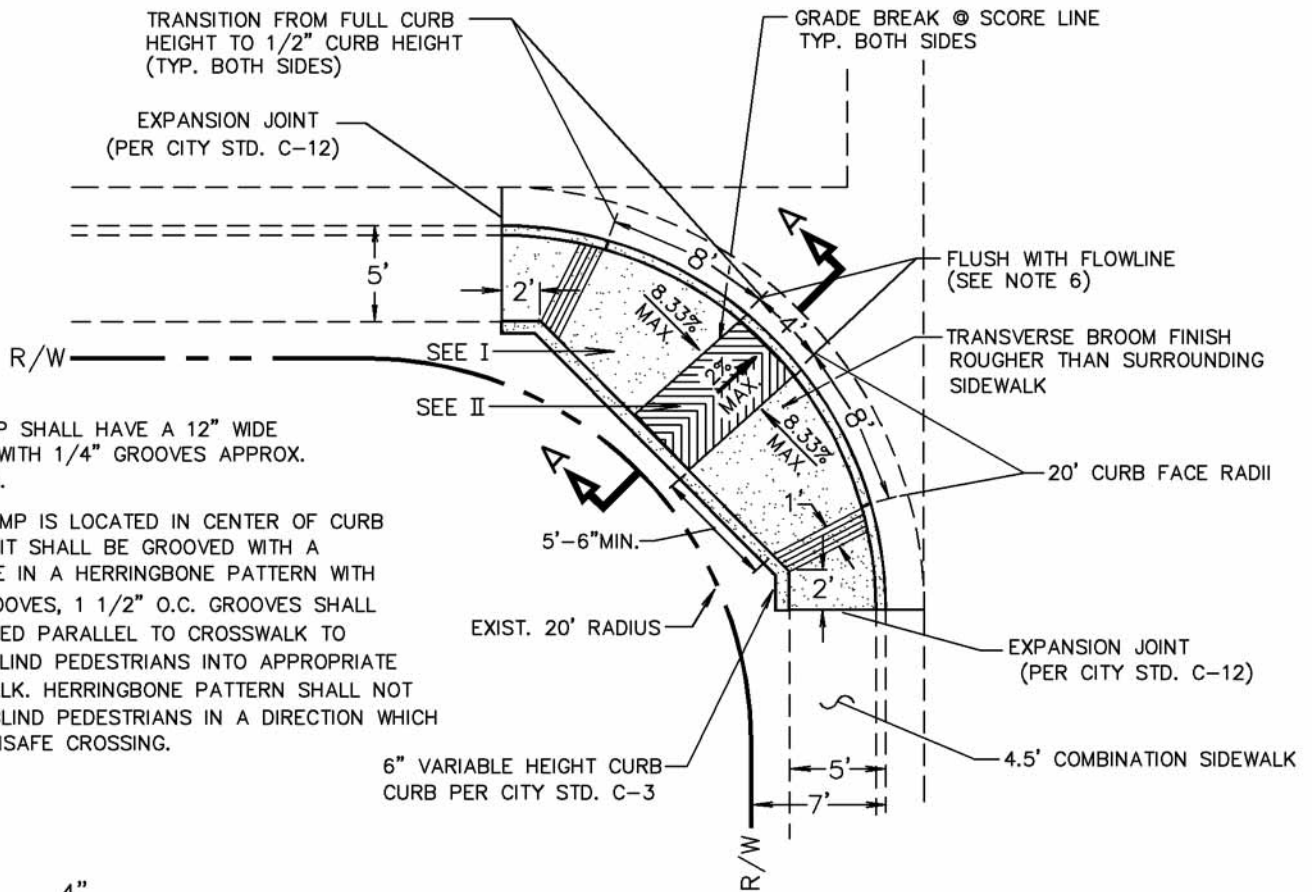 TRANSITION FROM FULL CURB
HEIGHT TO 1/2" CURB HEIGHT
(TYP. BOTH SIDES)
GRADE BREAK @ SCORE LINE
TYP. BOTH SIDES
EXPANSION JOINT
(PER CITY STD. C-12)
A
8'
FLUSH WITH FLOWLINE
(SEE NOTE 6)
5'
2'
8.33%
MAX.
4'
TRANSVERSE BROOM FINISH
ROUGHER THAN SURROUNDING
SIDEWALK
R/W
SEE I
2%
MAX.
SEE II
8.33%
MAX.
8'
P SHALL HAVE A 12" WIDE
WITH 1/4" GROOVES APPROX.
.
A
20' CURB FACE RADII
MP IS LOCATED IN CENTER OF CURB
IT SHALL BE GROOVED WITH A
E IN A HERRINGBONE PATTERN WITH
OOVES, 1 1/2" O.C. GROOVES SHALL
ED PARALLEL TO CROSSWALK TO
LIND PEDESTRIANS INTO APPROPRIATE
LK. HERRINGBONE PATTERN SHALL NOT
BLIND PEDESTRIANS IN A DIRECTION WHICH
NSAFE CROSSING.
1'
5'-6"MIN.
2'
EXIST. 20' RADIUS
EXPANSION JOINT
(PER CITY STD. C-12)
6" VARIABLE HEIGHT CURB
CURB PER CITY STD. C-3
4.5' COMBINATION SIDEWALK
5'
7'
R/W
4"